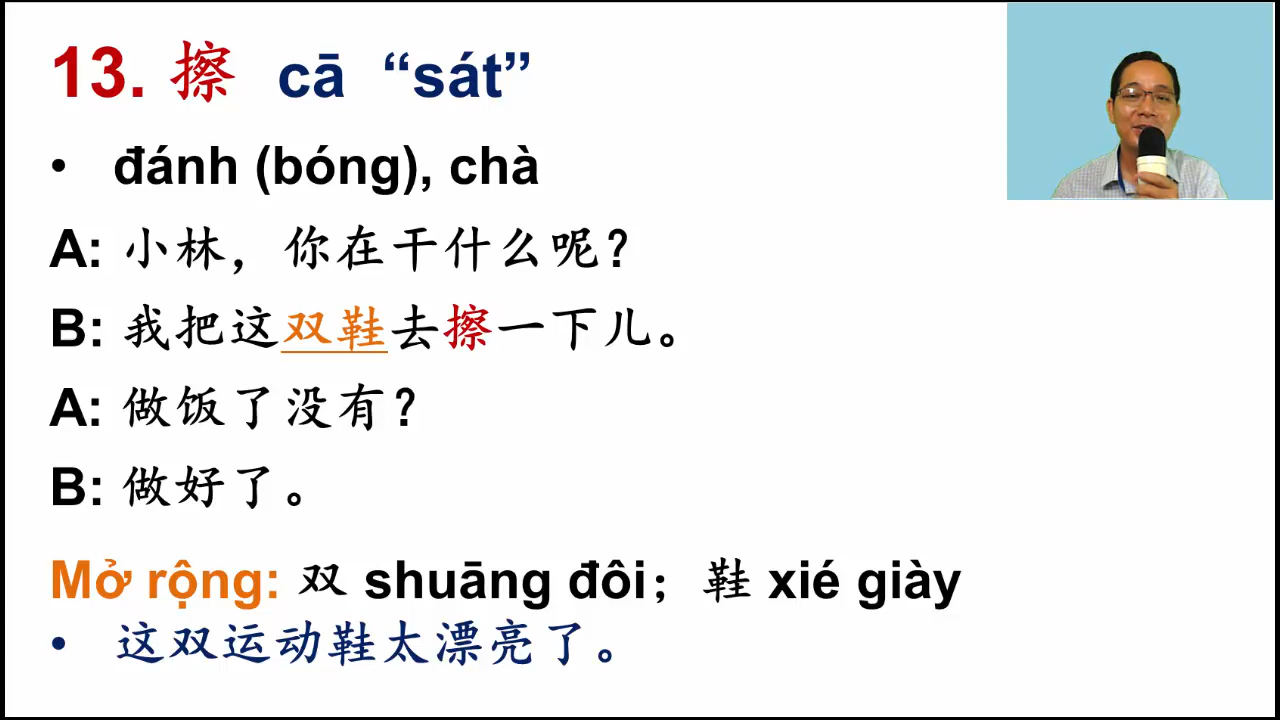 13. 擦 cā “sát”
• đánh (bóng), chà
A: 小林，你在干什么呢？
B: 我把这双鞋去擦一下儿。
A: 做饭了没有？
B: 做好了。
Mở rộng: 双 shuāng đôi；鞋 xié giày
• 这双运动鞋太漂亮了。